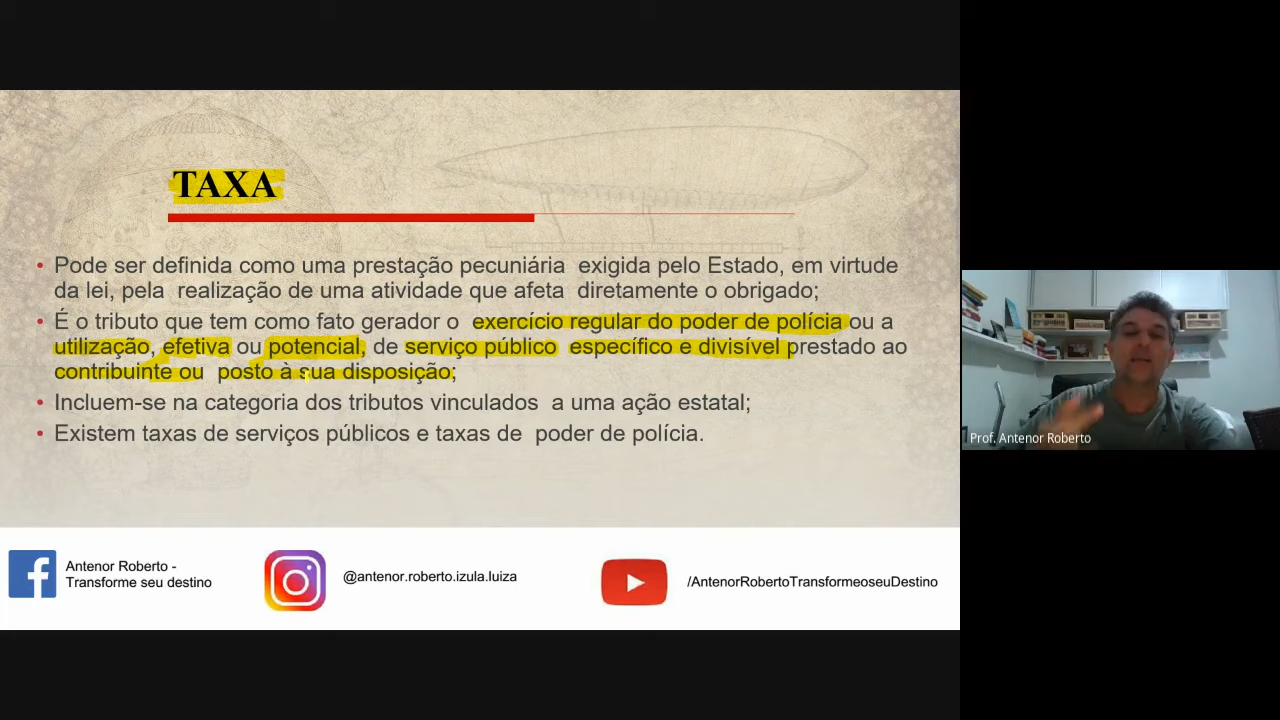 TAXA
• Pode ser definida como uma prestação pecuniária exigida pelo Estado, em virtude
da lei, pela realização de uma atividade que afeta diretamente o obrigado;
• É o tributo que tem como fato gerador o exercício regular do poder de polícia ou a
utilização, efetiva ou potencial, de serviço público específico e divisível prestado ao
contribuinte ou posto à sua disposição;
• Incluem-se na categoria dos tributos vinculados a uma ação estatal;
• Existem taxas de serviços públicos e taxas de poder de polícia.
Prof. Antenor Roberto
Antenor Roberto -
Transforme seu destino
@antenor.roberto.izula.luiza
/AntenorRobertoTransformeoseuDestino